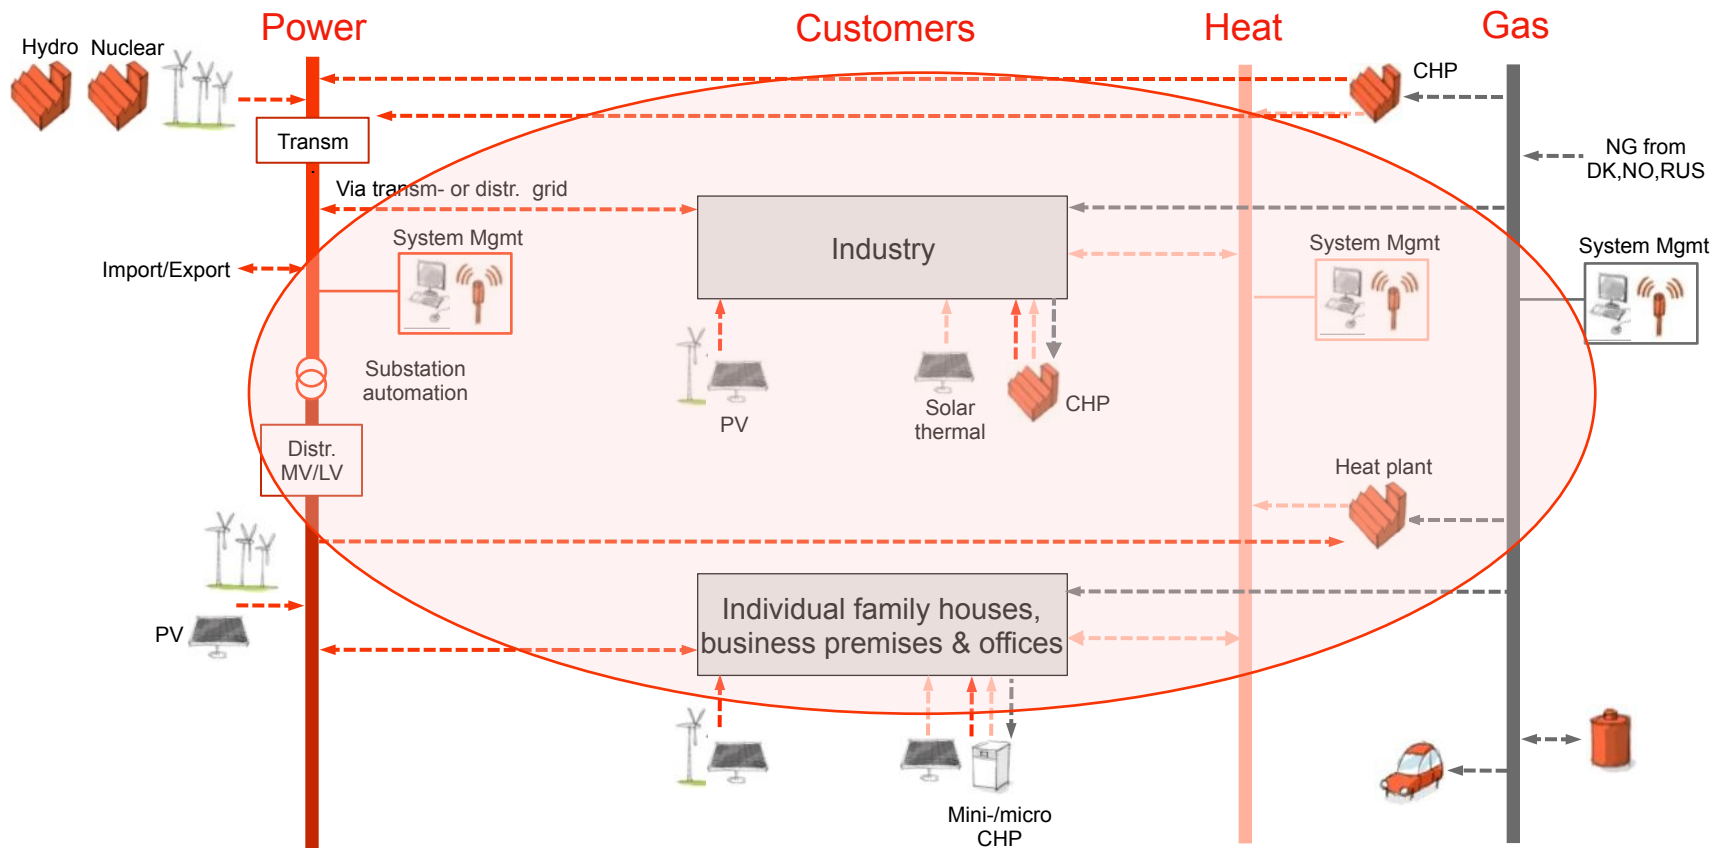 Power
Customers
Heat
Gas
Hydro
Nuclear
CHP
Transm
NG from
DK,NO,RUS
Via transm- or distr. grid
System Mgmt
Industry
System Mgmt
System Mgmt
Import/Export
Substation
automation
PV
Solar
thermal
CHP
Distr.
MV/LV
Heat plant
Individual family houses,
business premises & offices
PV
Mini-/micro
CHP